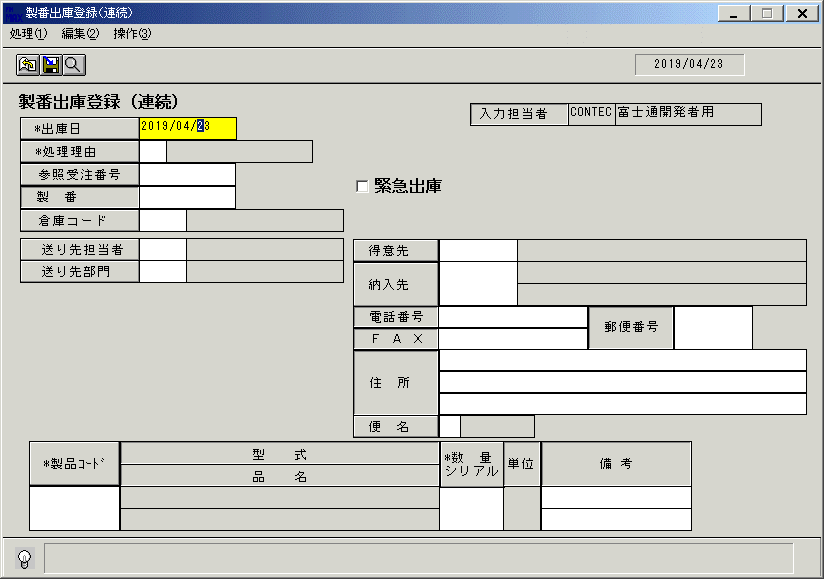 製番出庫登録(連続)
処理(1) 編集(2) 操作(3)
2019/04/23
製番出庫登録（連続）
入力担当者 CONTEC 富士通開発者用
*出庫日 2019/04/23
*処理理由
参照受注番号
製　番
緊急出庫
倉庫コード
送り先担当者
送り先部門
得意先
納入先
電話番号
郵便番号
ＦＡＸ
住　所
便　名
*製品ｺｰﾄﾞ
型　　式
品　　名
*数　量
シリアル
単位
備 考